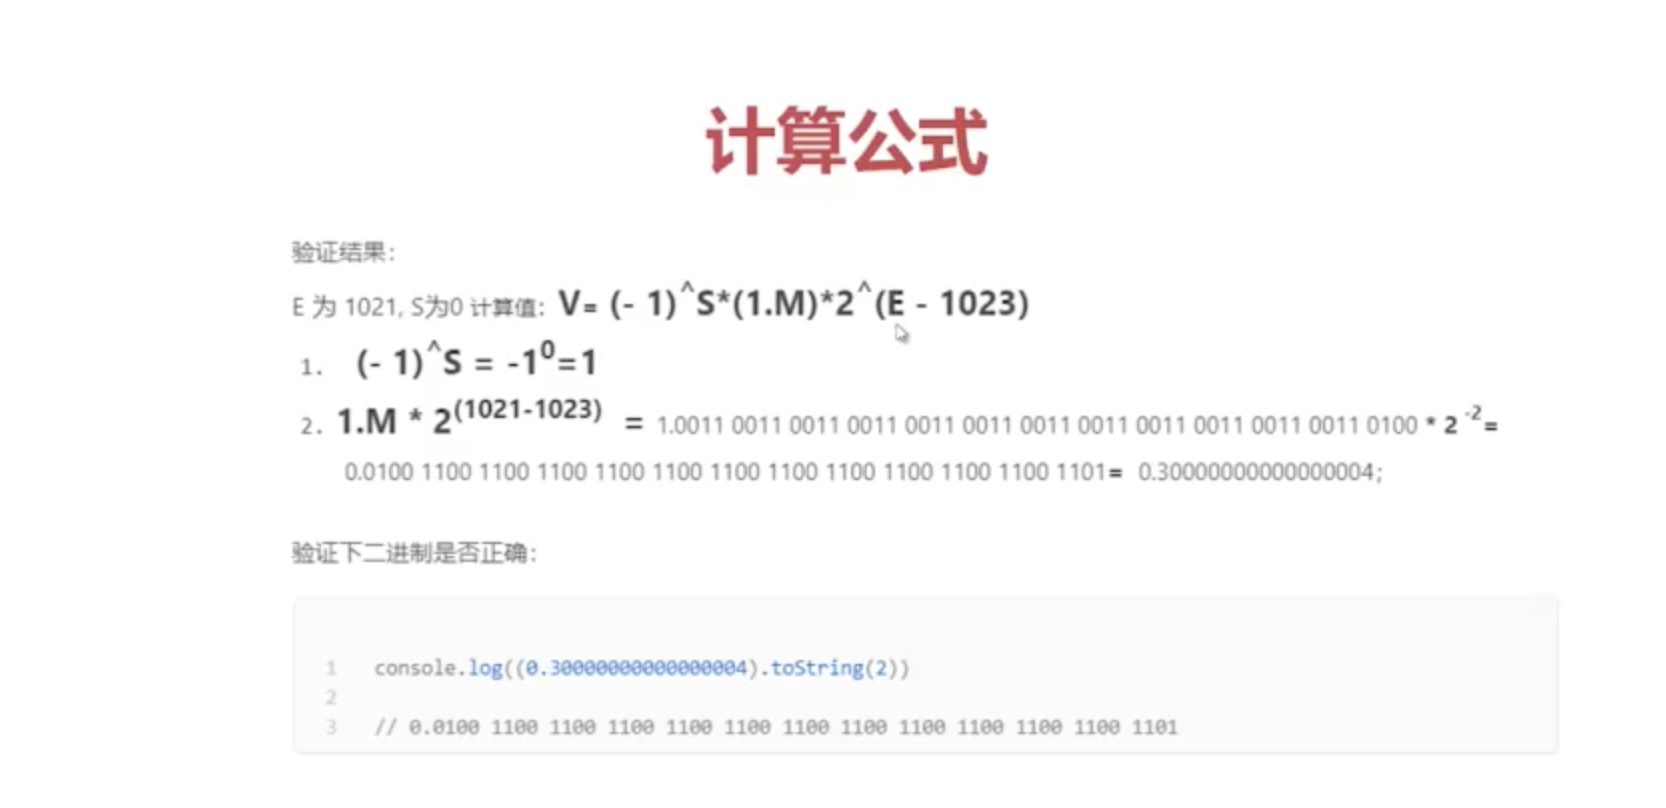 计算公式
验证结果：
E 为 1021, S为0 计算值: V= (- 1)^S*(1.M)*2^(E - 1023)
1. (- 1)^S = -1⁰=1
2. 1.M * 2⁽¹⁰²¹⁻¹⁰²³⁾ = 1.0011 0011 0011 0011 0011 0011 0011 0011 0011 0011 0011 0011 0100 * 2 ⁻²=
0.0100 1100 1100 1100 1100 1100 1100 1100 1100 1100 1100 1100 1101= 0.30000000000000004;
验证下二进制是否正确：
1 console.log((0.30000000000000004).toString(2))
2
3 // 0.0100 1100 1100 1100 1100 1100 1100 1100 1100 1100 1100 1100 1101